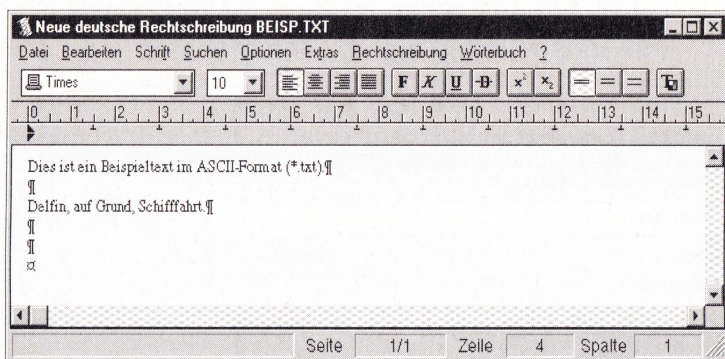 Neue deutsche Rechtschreibung BEISP.TXT
Datei Bearbeiten Schrift Suchen Optionen Extras Rechtschreibung Wörterbuch ?
Times 10 F K U D x² x₂
0 1 2 3 4 5 6 7 8 9 10 11 12 13 14 15
Dies ist ein Beispieltext im ASCII-Format (*.txt).¶
¶
Delfin, auf Grund, Schifffahrt.¶
¶
¶
¤
Seite 1/1 Zeile 4 Spalte 1